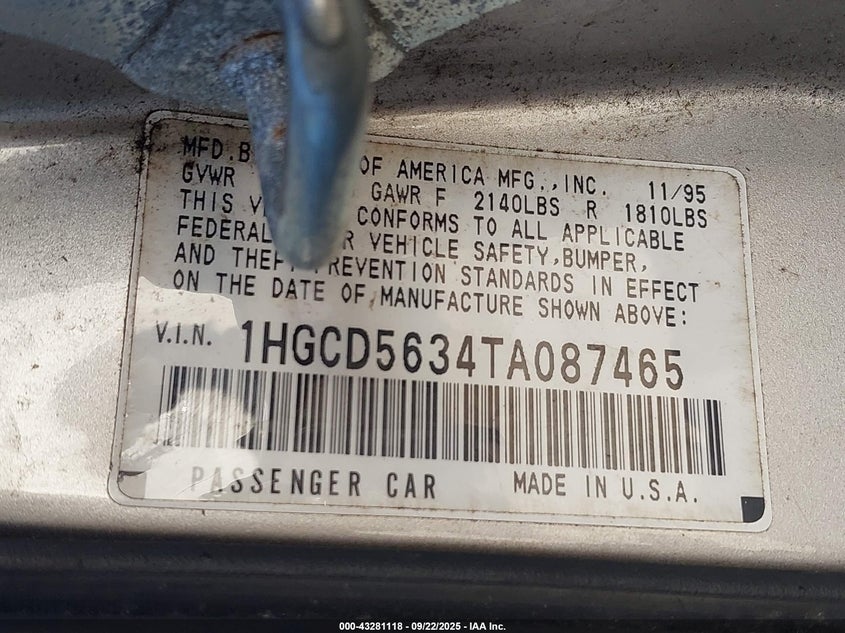 MFD. B OF AMERICA MFG., INC. 11/95
GVWR GAWR F 2140LBS R 1810LBS
THIS V CONFORMS TO ALL APPLICABLE
FEDERAL R VEHICLE SAFETY, BUMPER,
AND THEFT PREVENTION STANDARDS IN EFFECT
ON THE DATE OF MANUFACTURE SHOWN ABOVE:
V.I.N. 1HGCD5634TA087465
PASSENGER CAR MADE IN U.S.A.
000-43281118 - 09/22/2025 - IAA Inc.